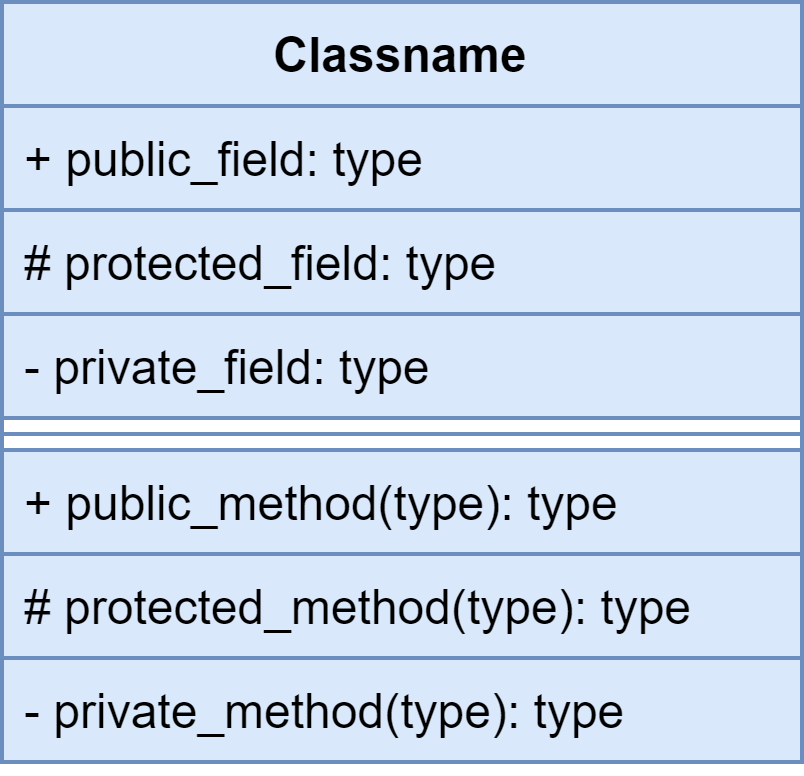 Classname
+ public_field: type
# protected_field: type
- private_field: type
+ public_method(type): type
# protected_method(type): type
- private_method(type): type